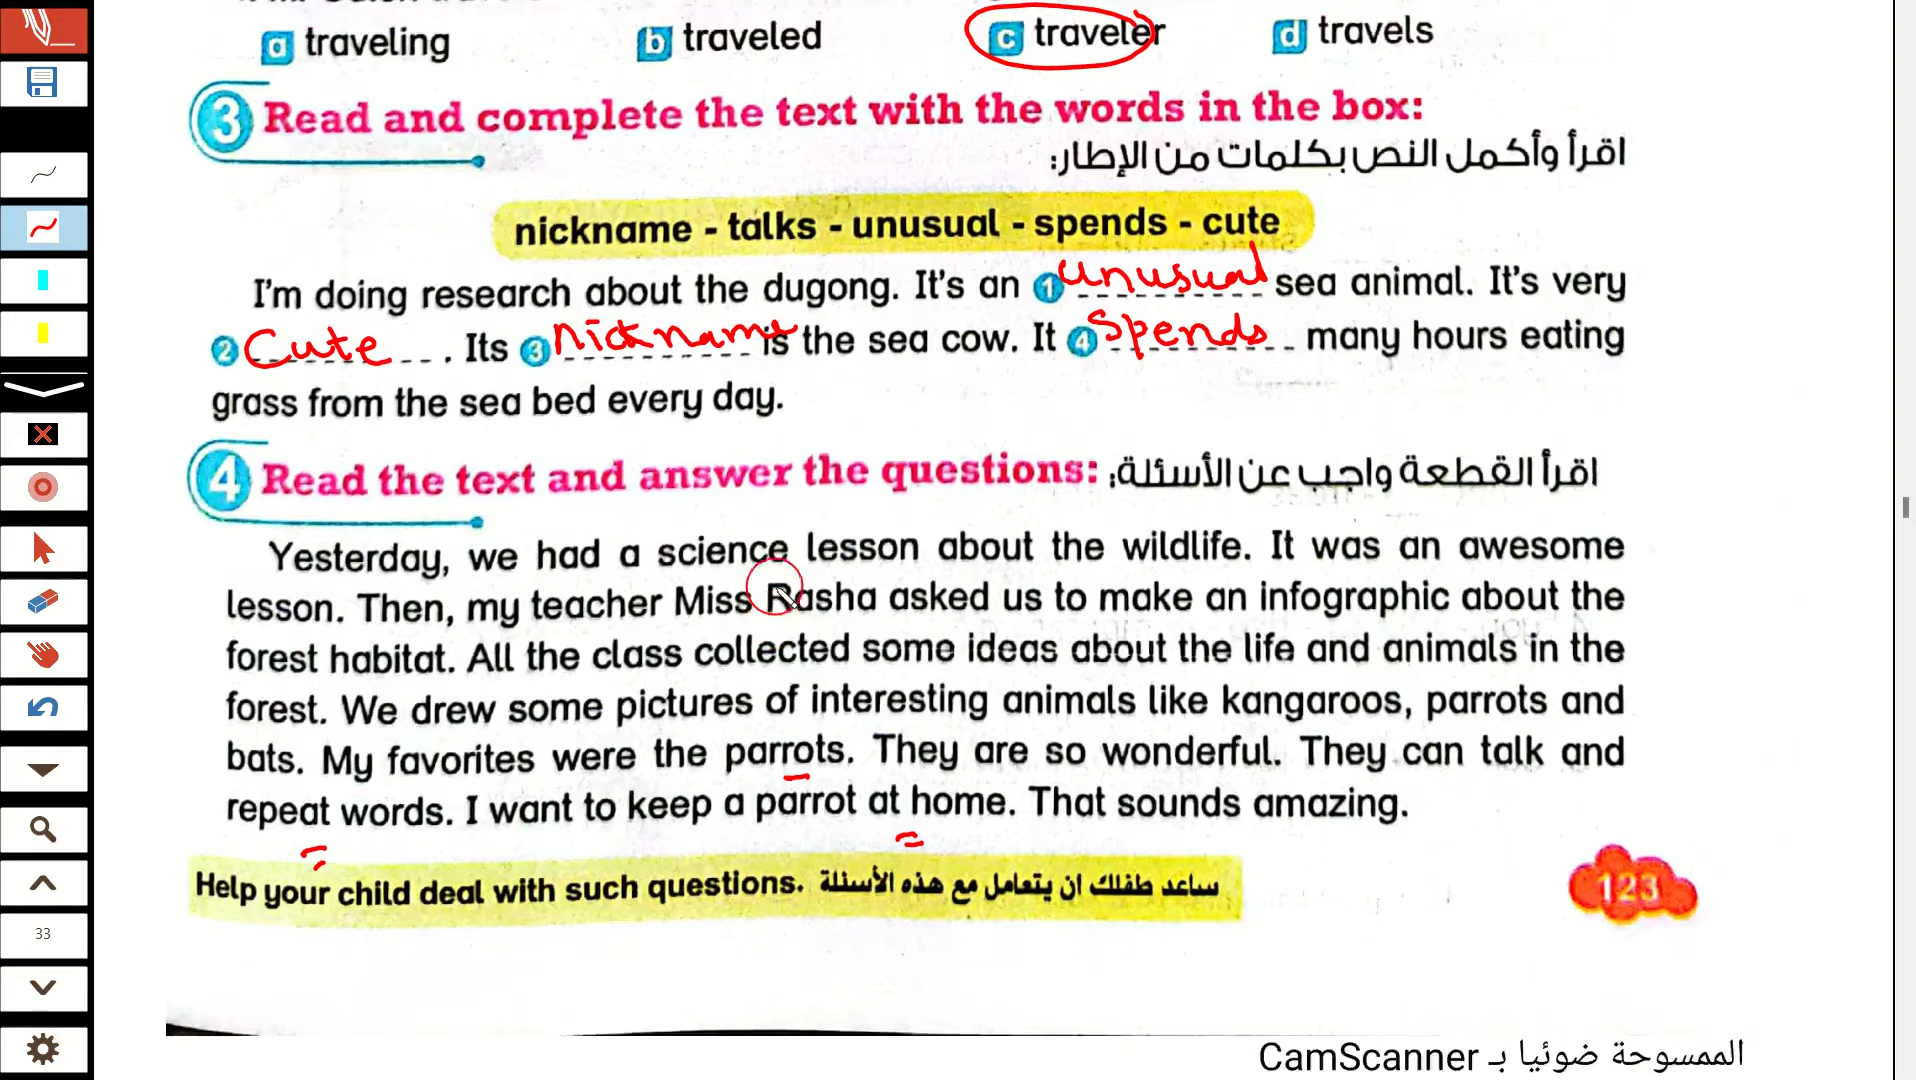 a traveling b traveled c traveler d travels
3 Read and complete the text with the words in the box:
اقرأ وأكمل النص بكلمات من الإطار:
nickname - talks - unusual - spends - cute
I'm doing research about the dugong. It's an 1 unusual sea animal. It's very
2 Cute . Its 3 nickname is the sea cow. It 4 spends many hours eating
grass from the sea bed every day.
4 Read the text and answer the questions: اقرأ القطعة واجب عن الأسئلة:
Yesterday, we had a science lesson about the wildlife. It was an awesome
lesson. Then, my teacher Miss Rasha asked us to make an infographic about the
forest habitat. All the class collected some ideas about the life and animals in the
forest. We drew some pictures of interesting animals like kangaroos, parrots and
bats. My favorites were the parrots. They are so wonderful. They can talk and
repeat words. I want to keep a parrot at home. That sounds amazing.
Help your child deal with such questions. ساعد طفلك ان يتعامل مع هذه الأسئلة
123
33
الممسوحة ضوئيا بـ CamScanner